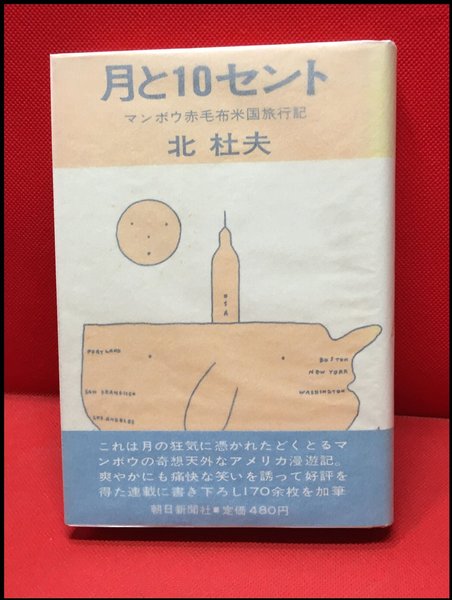 月と10セント
マンボウ赤毛布米国旅行記
北 杜夫
USA
PORTLAND
BOSTON
NEW YORK
SAN FRANCISCO
WASHINGTON
LOS ANGELES
これは月の狂気に憑かれたどくとるマ
ンボウの奇想天外なアメリカ漫遊記。
爽やかにも痛快な笑いを誘って好評を
得た連載に書き下ろし170余枚を加筆
朝日新聞社■定価480円